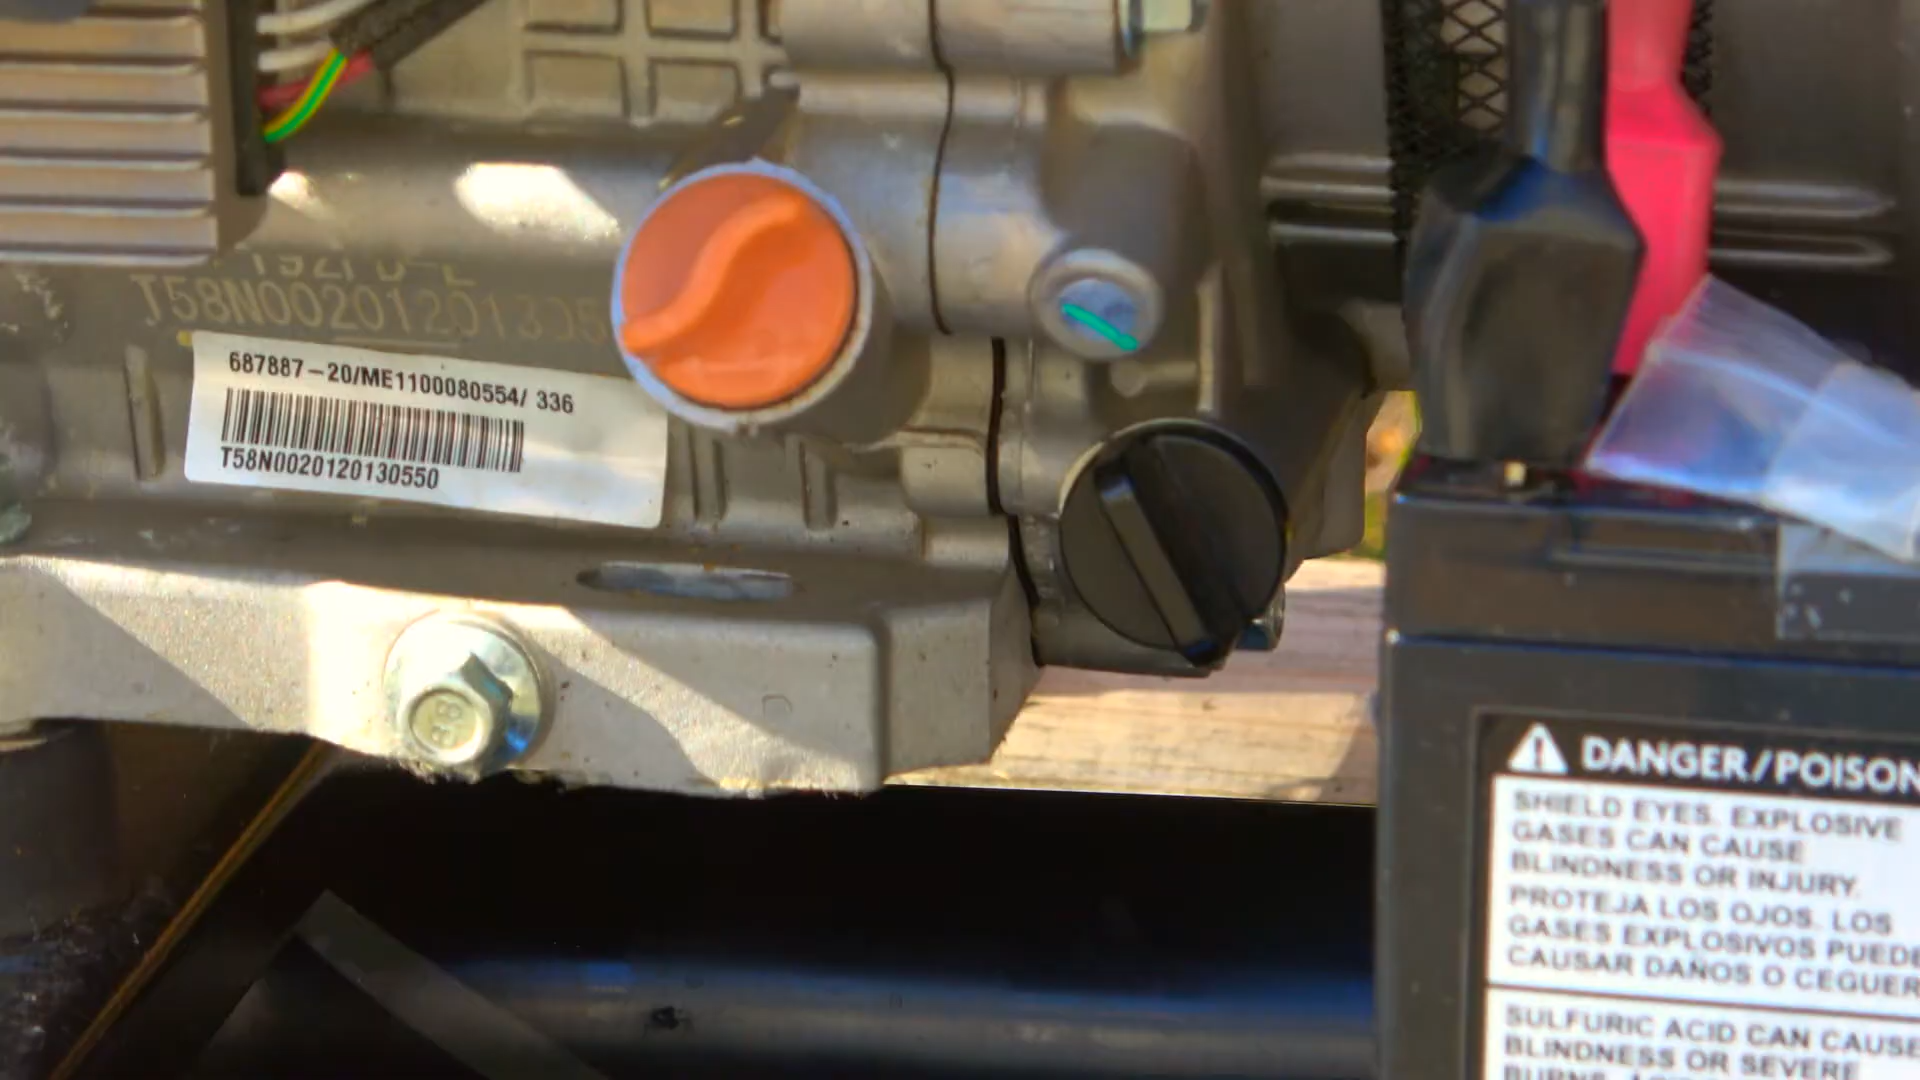 T58N00201201305
687887-20/ME1100080554/ 336
T58N0020120130550
8.8
DANGER/POISON
SHIELD EYES. EXPLOSIVE
GASES CAN CAUSE
BLINDNESS OR INJURY.
PROTEJA LOS OJOS. LOS
GASES EXPLOSIVOS PUEDE
CAUSAR DAÑOS O CEGUER
SULFURIC ACID CAN CAUSE
BLINDNESS OR SEVERE